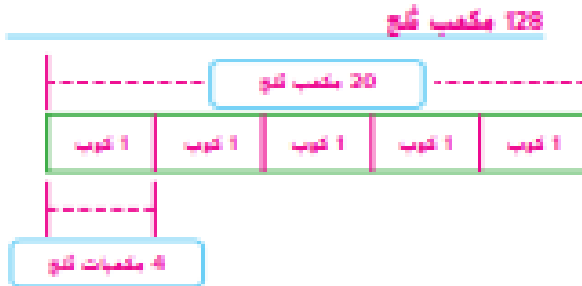 128 مكعب ثلج
20 مكعب ثلج
1 كوب 1 كوب 1 كوب 1 كوب 1 كوب
4 مكعبات ثلج